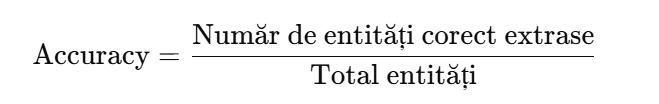 Accuracy = Număr de entități corect extrase
Total entități